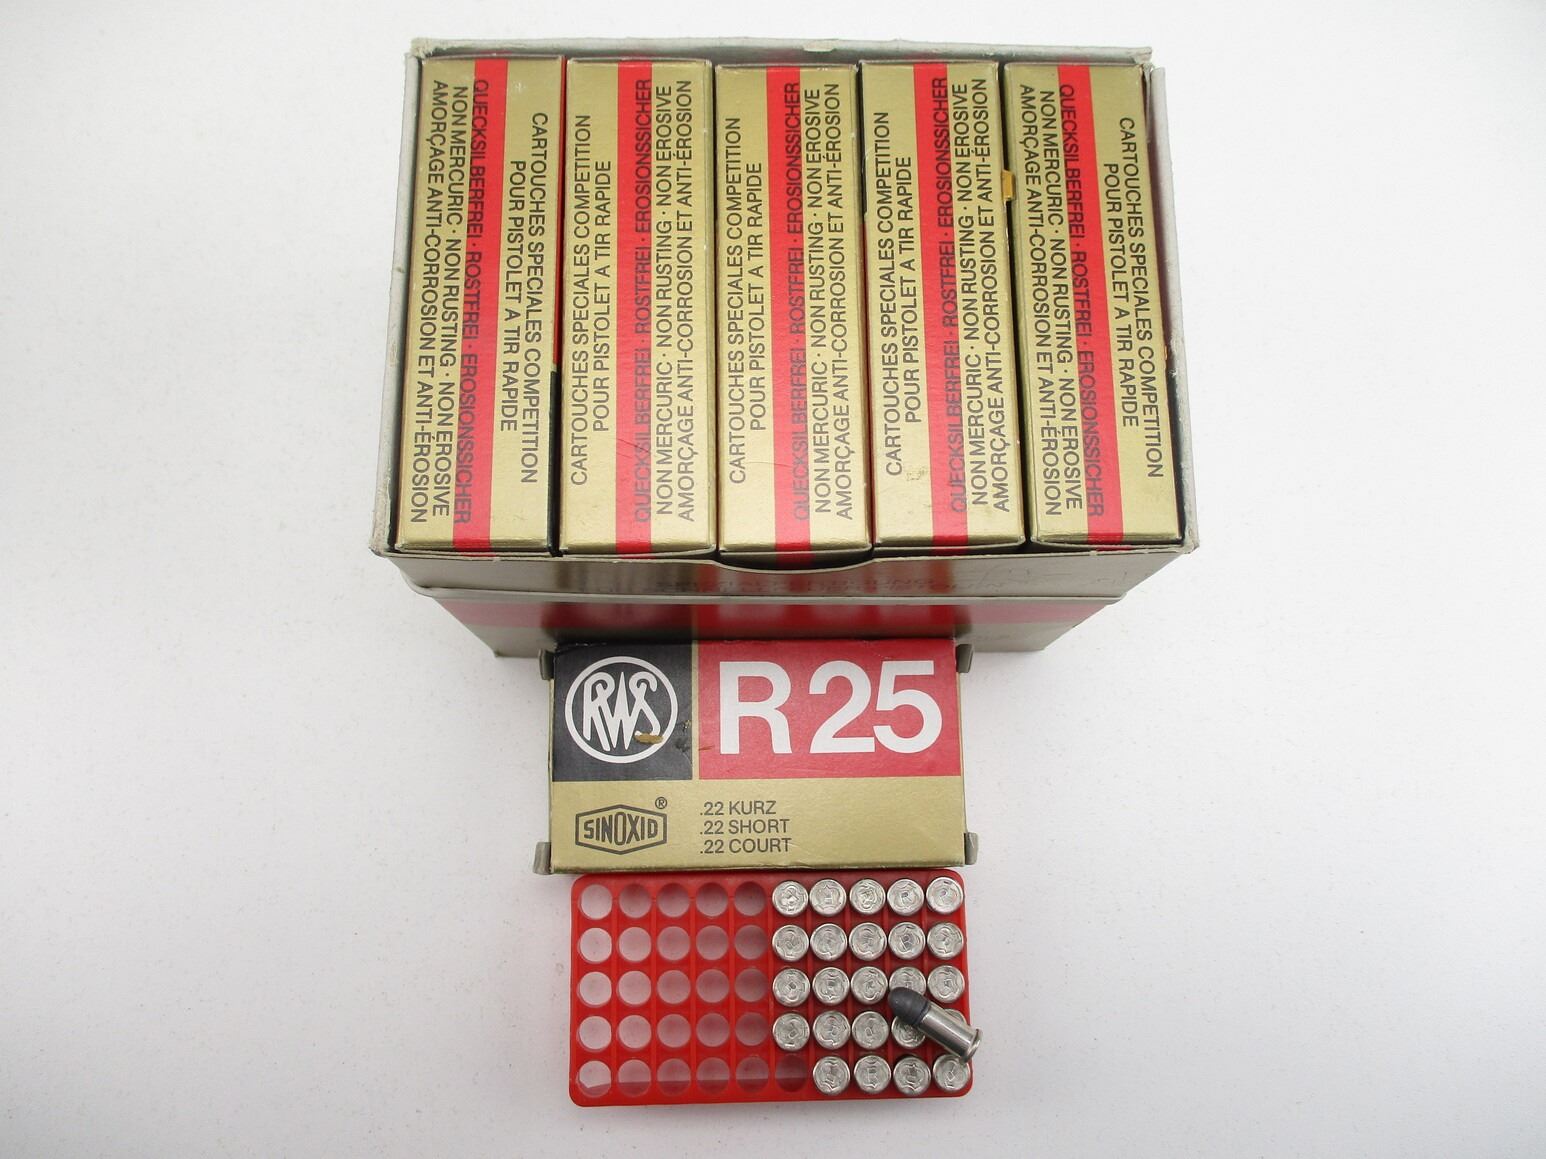 QUECKSILBERFREI · ROSTFREI · EROSIONSSICHER
NON MERCURIC · NON RUSTING · NON EROSIVE
AMORÇAGE ANTI-CORROSION ET ANTI-ÉROSION
CARTOUCHES SPECIALES COMPETITION
POUR PISTOLET A TIR RAPIDE
CARTOUCHES SPECIALES COMPETITION
POUR PISTOLET A TIR RAPIDE
QUECKSILBERFREI · ROSTFREI · EROSIONSSICHER
NON MERCURIC · NON RUSTING · NON EROSIVE
AMORÇAGE ANTI-CORROSION ET ANTI-ÉROSION
CARTOUCHES SPECIALES COMPETITION
POUR PISTOLET A TIR RAPIDE
QUECKSILBERFREI · ROSTFREI · EROSIONSSICHER
NON MERCURIC · NON RUSTING · NON EROSIVE
AMORÇAGE ANTI-CORROSION ET ANTI-ÉROSION
CARTOUCHES SPECIALES COMPETITION
POUR PISTOLET A TIR RAPIDE
QUECKSILBERFREI · ROSTFREI · EROSIONSSICHER
NON MERCURIC · NON RUSTING · NON EROSIVE
AMORÇAGE ANTI-CORROSION ET ANTI-ÉROSION
QUECKSILBERFREI · ROSTFREI · EROSIONSSICHER
NON MERCURIC · NON RUSTING · NON EROSIVE
AMORÇAGE ANTI-CORROSION ET ANTI-ÉROSION
CARTOUCHES SPECIALES COMPETITION
POUR PISTOLET A TIR RAPIDE
RWS
R 25
SINOXID ®
.22 KURZ
.22 SHORT
.22 COURT